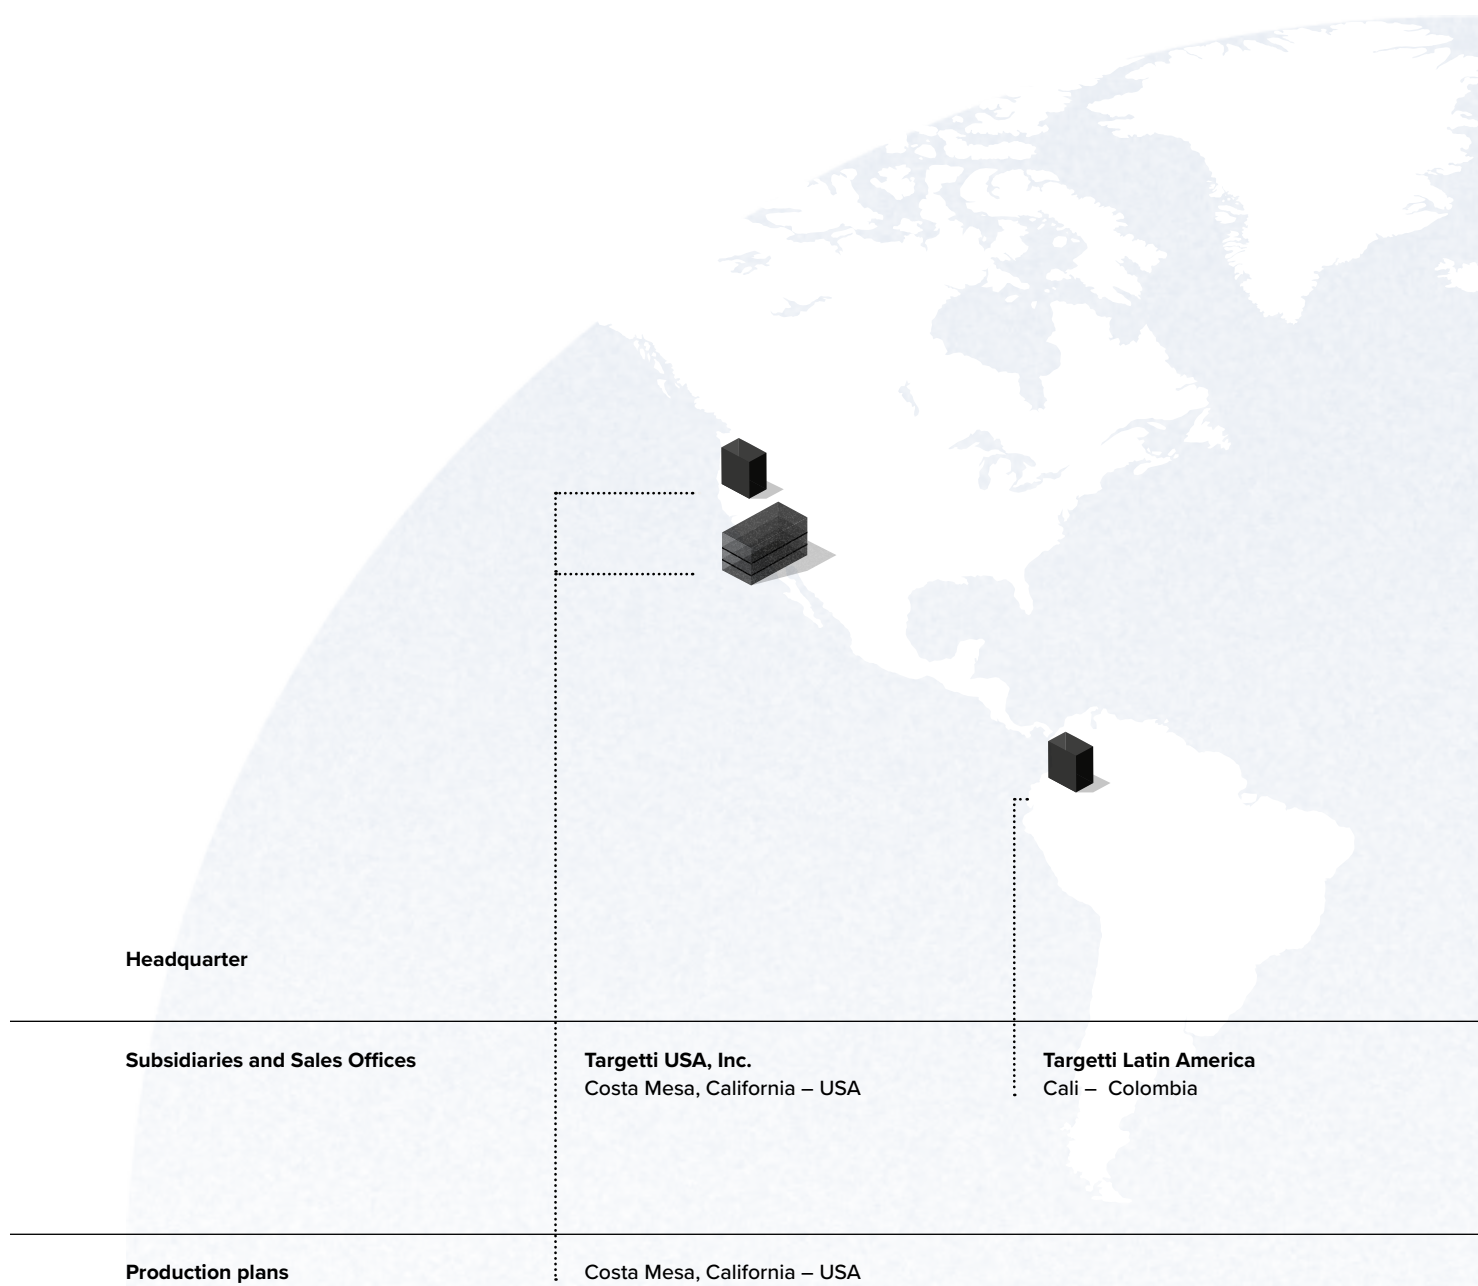 Headquarter
Subsidiaries and Sales Offices
Targetti USA, Inc.
Costa Mesa, California – USA
Targetti Latin America
Cali – Colombia
Production plans
Costa Mesa, California – USA